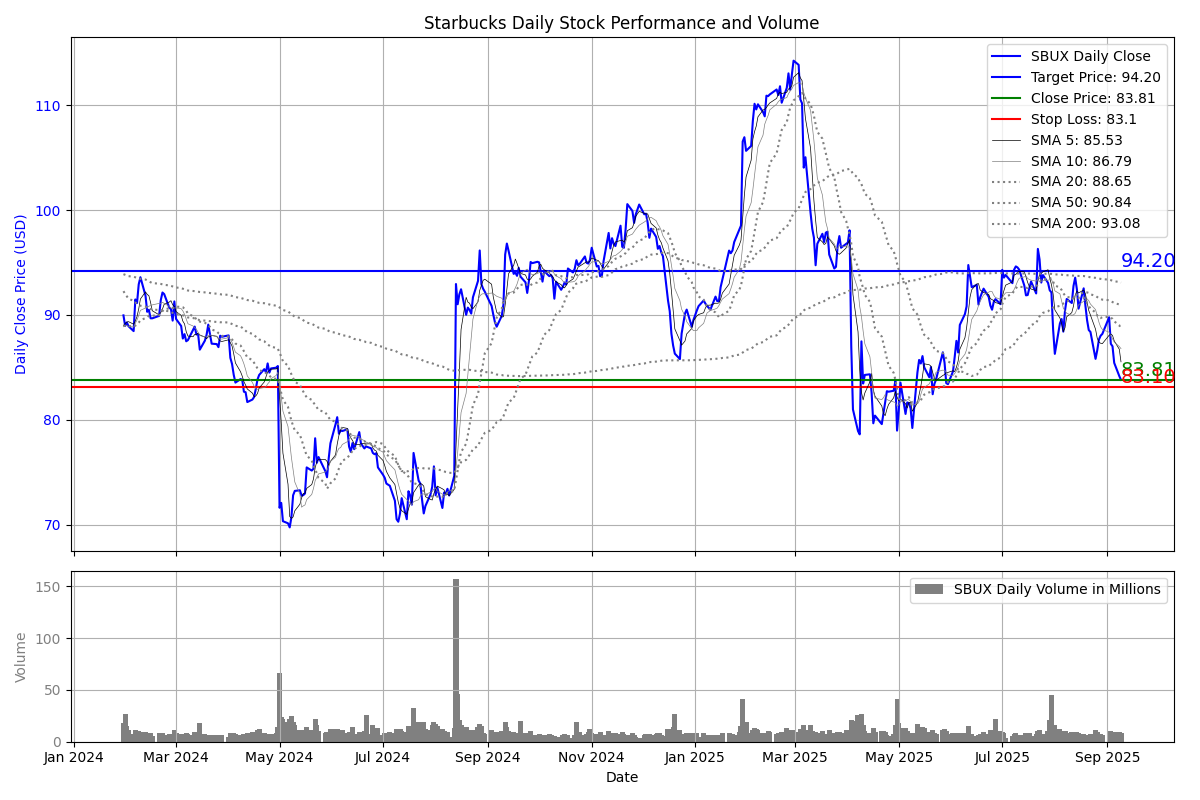 Starbucks Daily Stock Performance and Volume
Daily Close Price (USD)
110
100
90
80
70
SBUX Daily Close
Target Price: 94.20
Close Price: 83.81
Stop Loss: 83.1
SMA 5: 85.53
SMA 10: 86.79
SMA 20: 88.65
SMA 50: 90.84
SMA 200: 93.08
94.20
83.81
83.10
Volume
150
100
50
0
SBUX Daily Volume in Millions
Jan 2024 Mar 2024 May 2024 Jul 2024 Sep 2024 Nov 2024 Jan 2025 Mar 2025 May 2025 Jul 2025 Sep 2025
Date